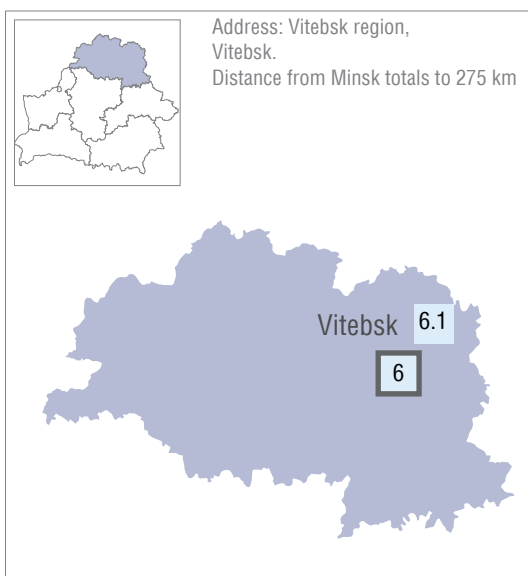 Address: Vitebsk region,
Vitebsk.
Distance from Minsk totals to 275 km
Vitebsk 6.1
6